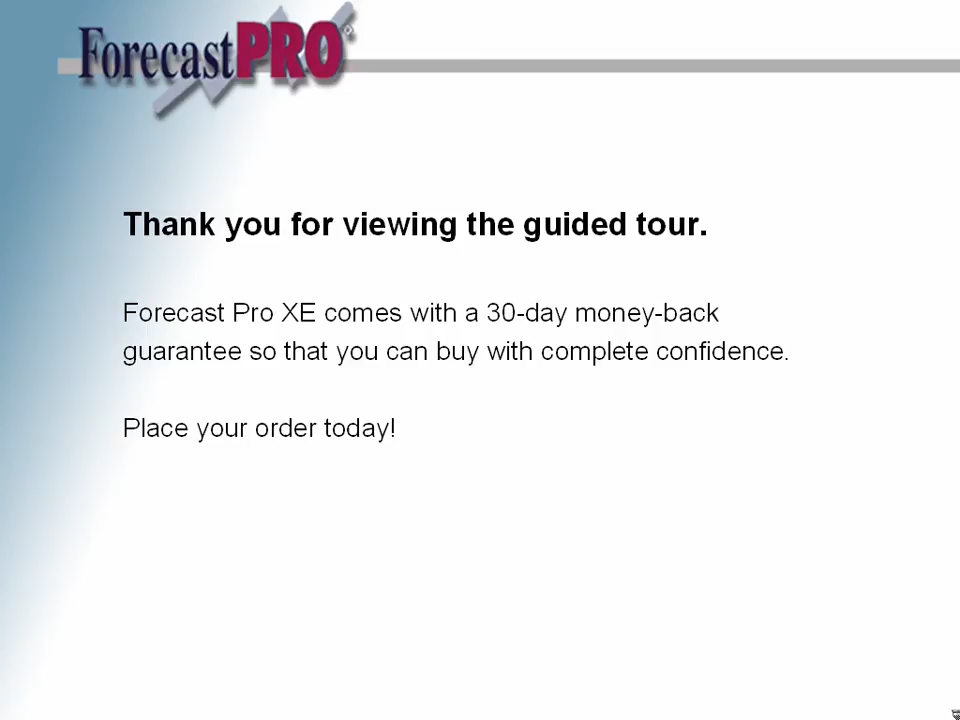 ForecastPRO®
Thank you for viewing the guided tour.
Forecast Pro XE comes with a 30-day money-back
guarantee so that you can buy with complete confidence.
Place your order today!